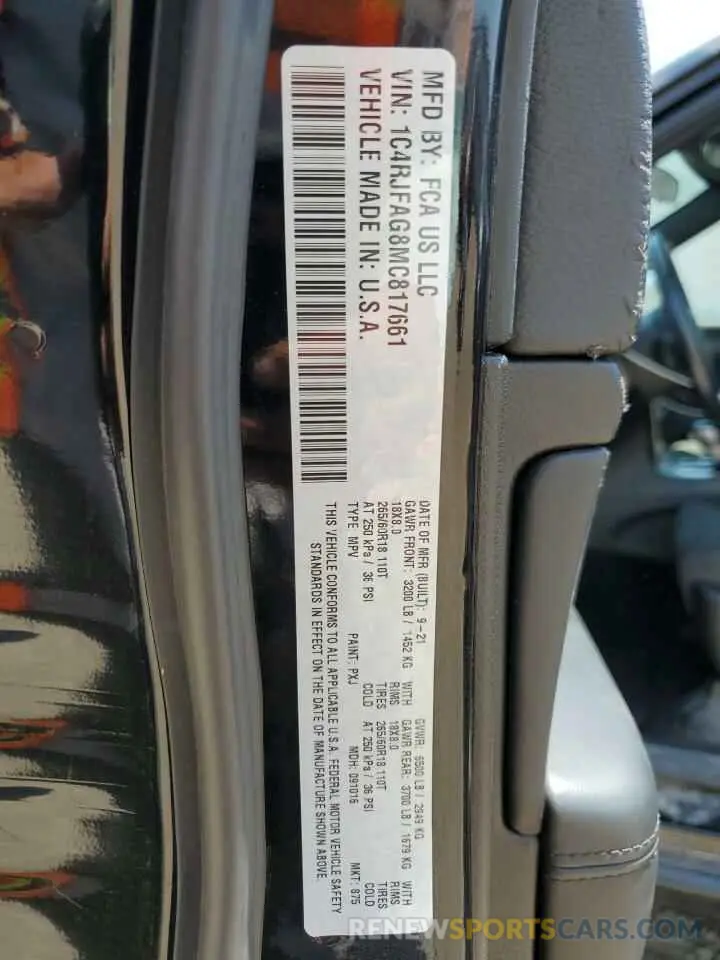 MFD BY: FCA US LLC
VIN: 1C4RJFAG8MC817661
VEHICLE MADE IN: U.S.A.
DATE OF MFR (BUILT): 9-21 GVWR: 6500 LB / 2949 KG
GAWR FRONT: 3200 LB / 1452 KG WITH GAWR REAR: 3700 LB / 1679 KG WITH
18X8.0 RIMS 18X8.0 RIMS
265/60R18 110T TIRES 265/60R18 110T TIRES
AT 250 kPa / 36 PSI COLD AT 250 kPa / 36 PSI COLD
TYPE: MPV PAINT: PXJ MDH: 091016 MKT: 875
THIS VEHICLE CONFORMS TO ALL APPLICABLE U.S.A. FEDERAL MOTOR VEHICLE SAFETY
STANDARDS IN EFFECT ON THE DATE OF MANUFACTURE SHOWN ABOVE.
RENEWSPORTSCARS.COM